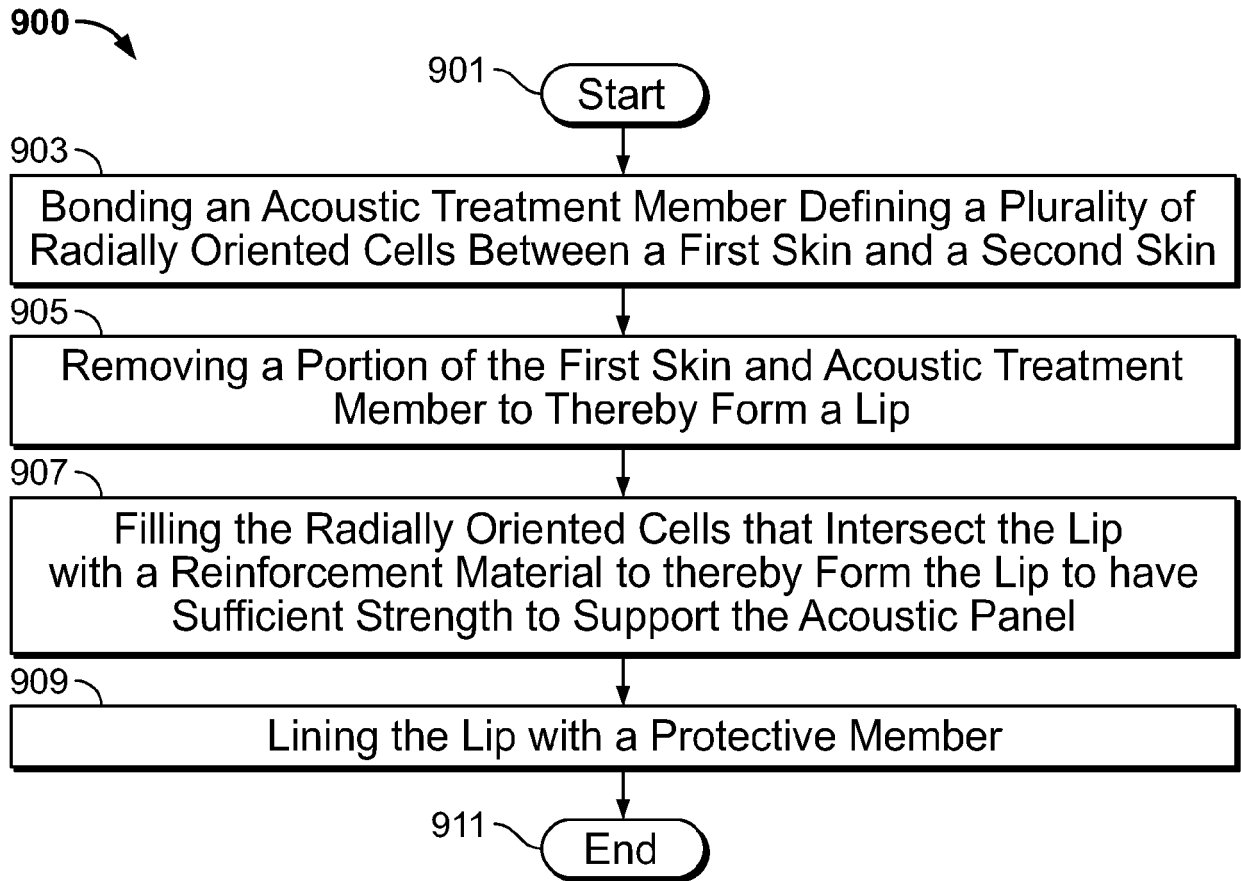 900
901
Start
903
Bonding an Acoustic Treatment Member Defining a Plurality of
Radially Oriented Cells Between a First Skin and a Second Skin
905
Removing a Portion of the First Skin and Acoustic Treatment
Member to Thereby Form a Lip
907
Filling the Radially Oriented Cells that Intersect the Lip
with a Reinforcement Material to thereby Form the Lip to have
Sufficient Strength to Support the Acoustic Panel
909
Lining the Lip with a Protective Member
911
End